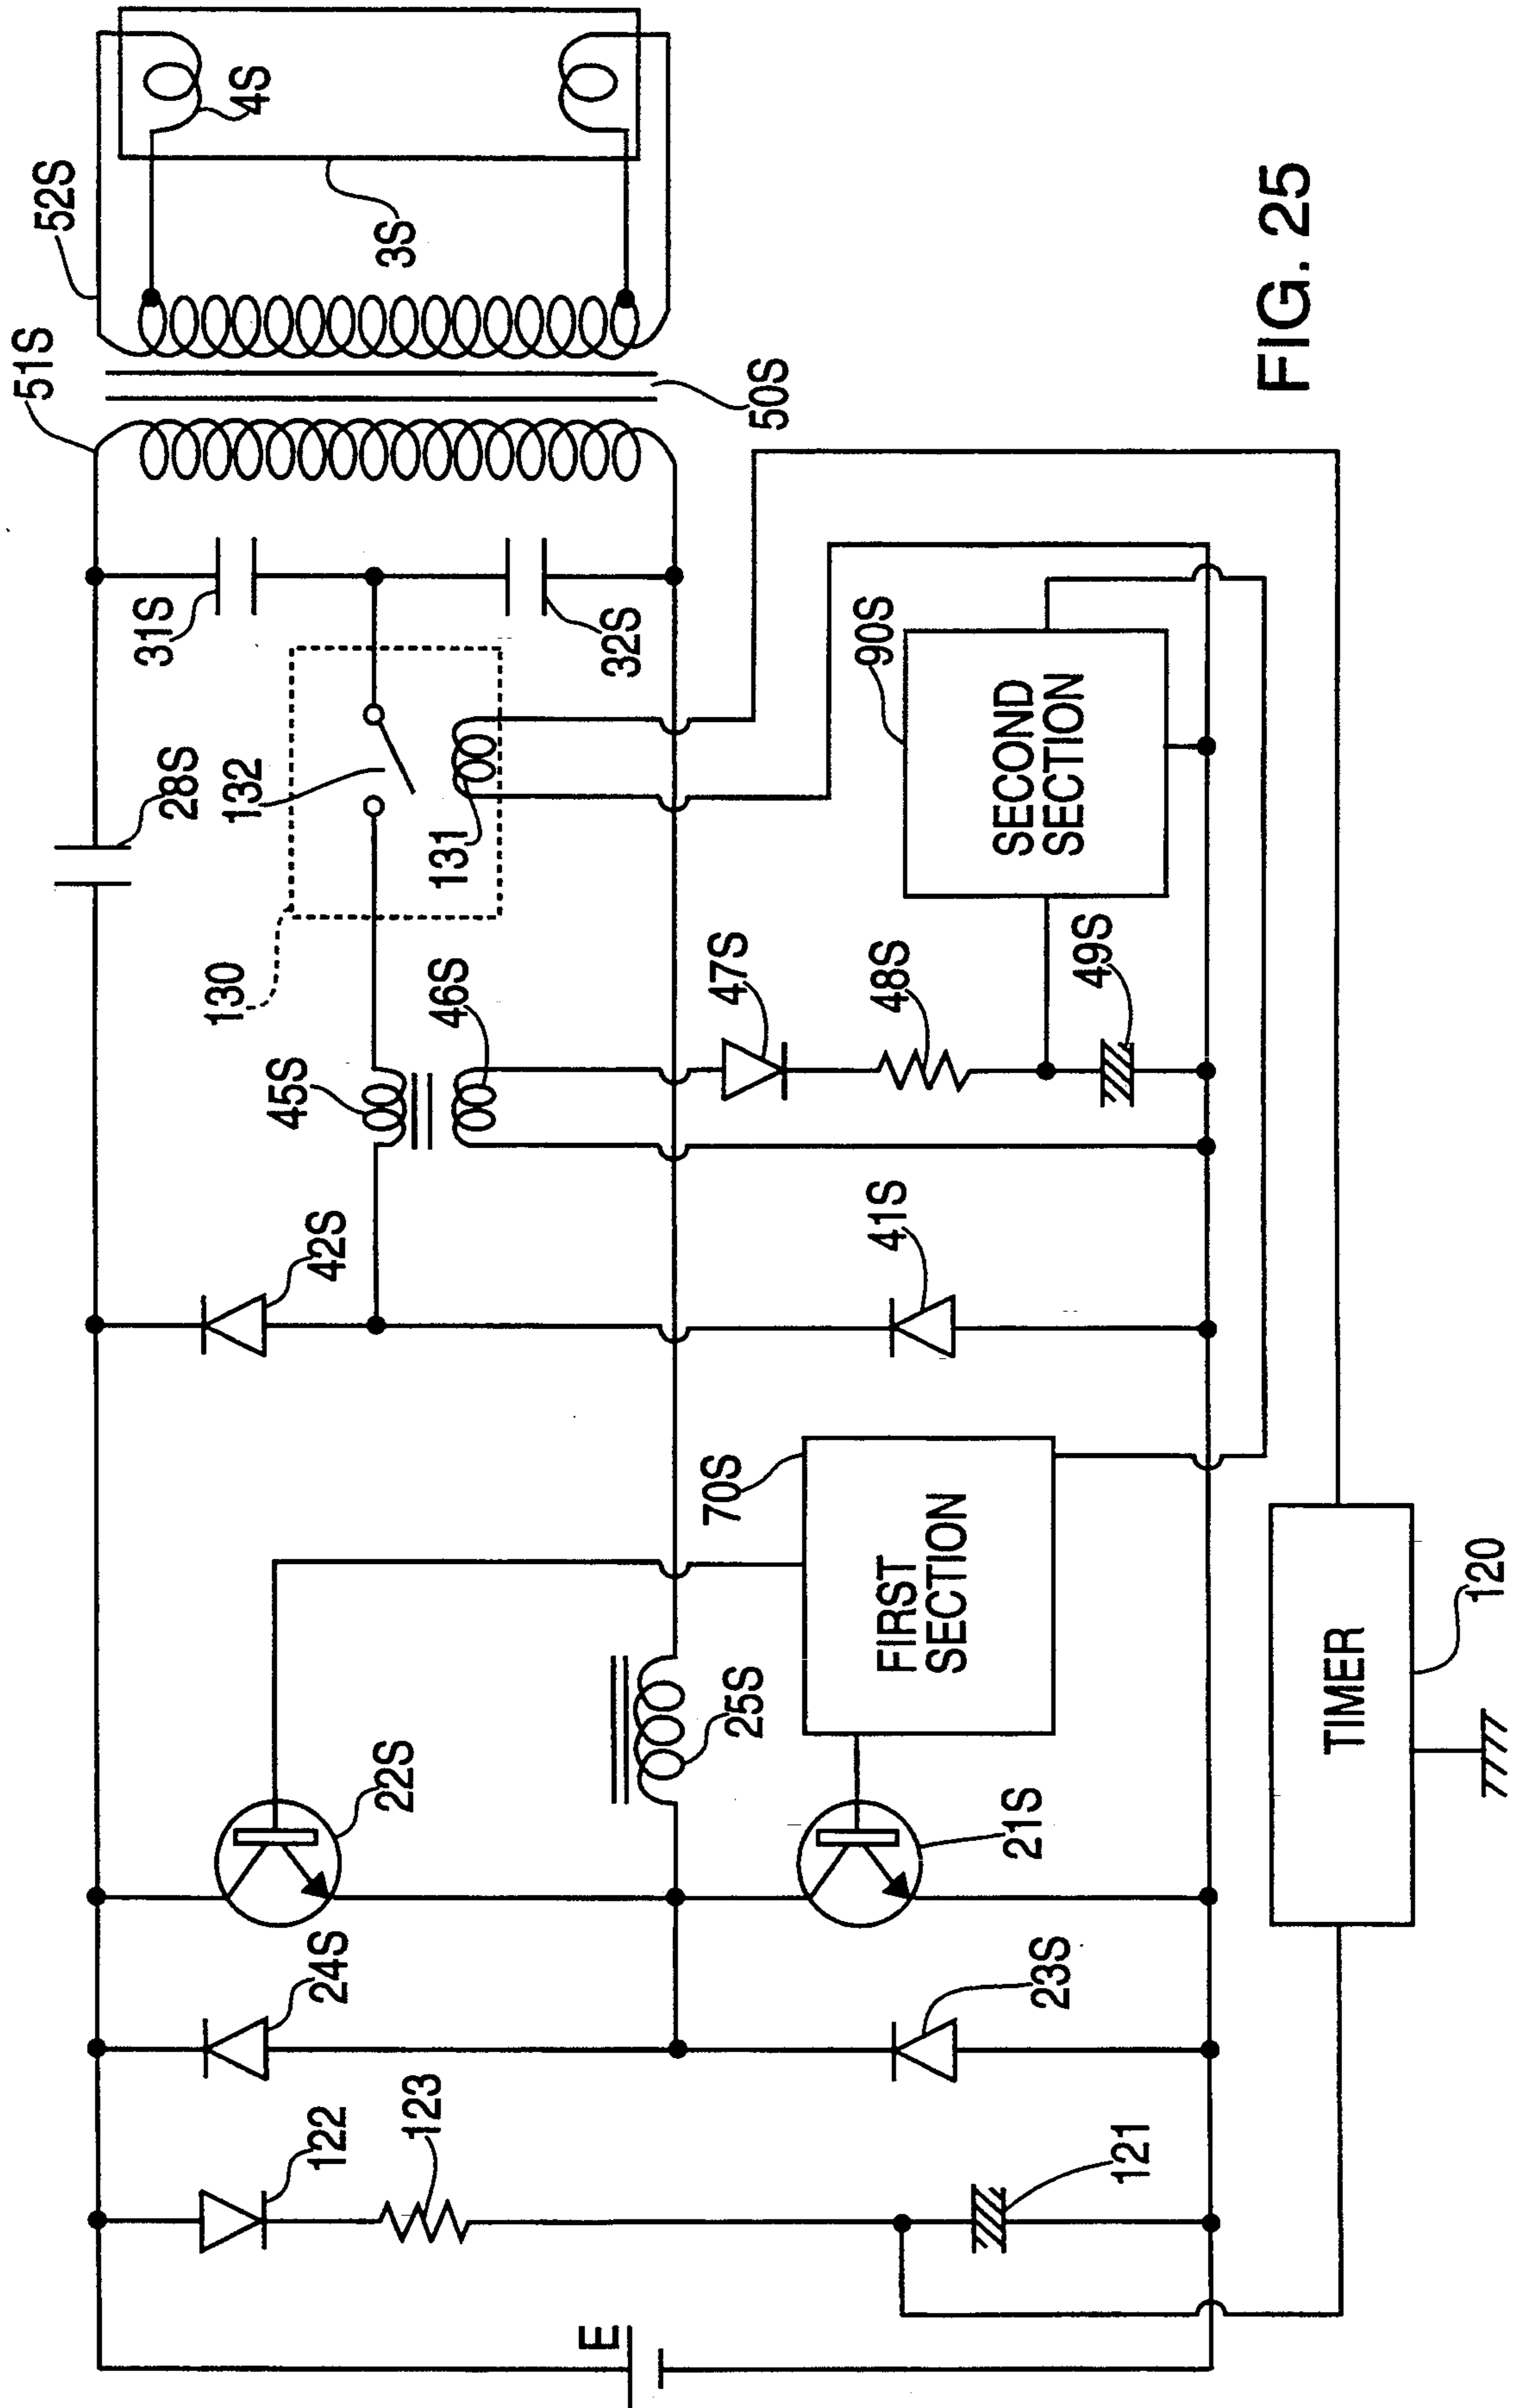 51S
52S
4S
3S
50S
28S
31S
32S
132
131
130
45S
46S
47S
48S
49S
90S
SECOND
SECTION
42S
41S
22S
25S
70S
FIRST
SECTION
21S
24S
23S
122
123
121
E
TIMER
120
FIG. 25